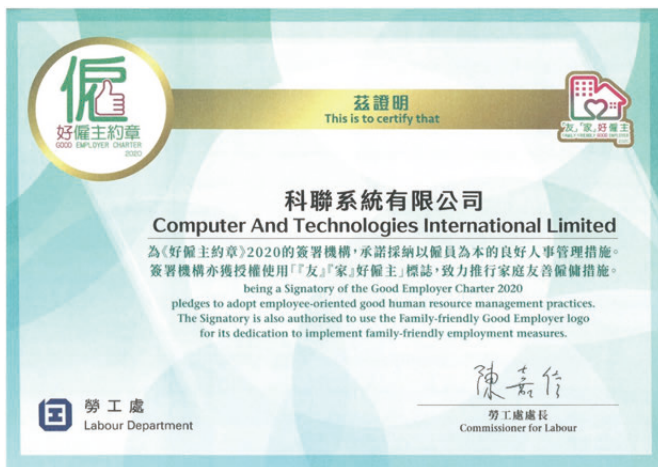 僱
好僱主約章
GOOD EMPLOYER CHARTER
2020
茲證明
This is to certify that
「友」「家」好僱主
科聯系統有限公司
Computer And Technologies International Limited
為《好僱主約章》2020的簽署機構，承諾採納以僱員為本的良好人事管理措施。
簽署機構亦獲授權使用「『友』『家』好僱主」標誌，致力推行家庭友善僱傭措施。
being a Signatory of the Good Employer Charter 2020
pledges to adopt employee-oriented good human resource management practices.
The Signatory is also authorised to use the Family-friendly Good Employer logo
for its dedication to implement family-friendly employment measures.
陳嘉信
勞工處
Labour Department
勞工處處長
Commissioner for Labour